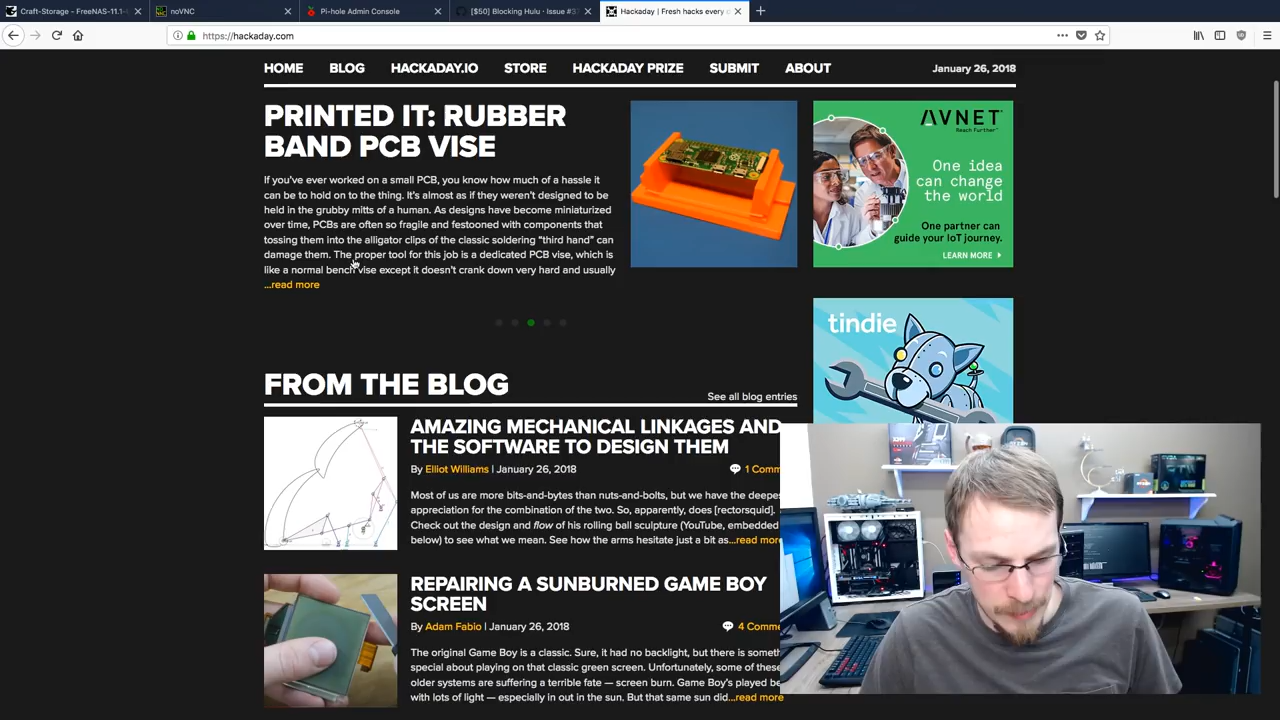 Craft-Storage - FreeNAS-11.1-
noVNC
Pi-hole Admin Console
[$50] Blocking Hulu · Issue #3
Hackaday | Fresh hacks every
https://hackaday.com
HOME BLOG HACKADAY.IO STORE HACKADAY PRIZE SUBMIT ABOUT January 26, 2018
PRINTED IT: RUBBER
BAND PCB VISE
If you've ever worked on a small PCB, you know how much of a hassle it
can be to hold on to the thing. It's almost as if they weren't designed to be
held in the grubby mitts of a human. As designs have become miniaturized
over time, PCBs are often so fragile and festooned with components that
tossing them into the alligator clips of the classic soldering "third hand" can
damage them. The proper tool for this job is a dedicated PCB vise, which is
like a normal bench vise except it doesn't crank down very hard and usually
...read more
AVNET
Reach Further™
One idea
can change
the world
One partner can
guide your IoT journey.
LEARN MORE
tindie
FROM THE BLOG
See all blog entries
AMAZING MECHANICAL LINKAGES AND
THE SOFTWARE TO DESIGN THEM
By Elliot Williams | January 26, 2018 1 Comm
Most of us are more bits-and-bytes than nuts-and-bolts, but we have the deepes
appreciation for the combination of the two. So, apparently, does [rectorsquid].
Check out the design and flow of his rolling ball sculpture (YouTube, embedded
below) to see what we mean. See how the arms hesitate just a bit as...read more
REPAIRING A SUNBURNED GAME BOY
SCREEN
By Adam Fabio | January 26, 2018 4 Comme
The original Game Boy is a classic. Sure, it had no backlight, but there is someth
special about playing on that classic green screen. Unfortunately, some of these
older systems are suffering a terrible fate — screen burn. Game Boy's played be
with lots of light — especially in out in the sun. But that same sun did...read more